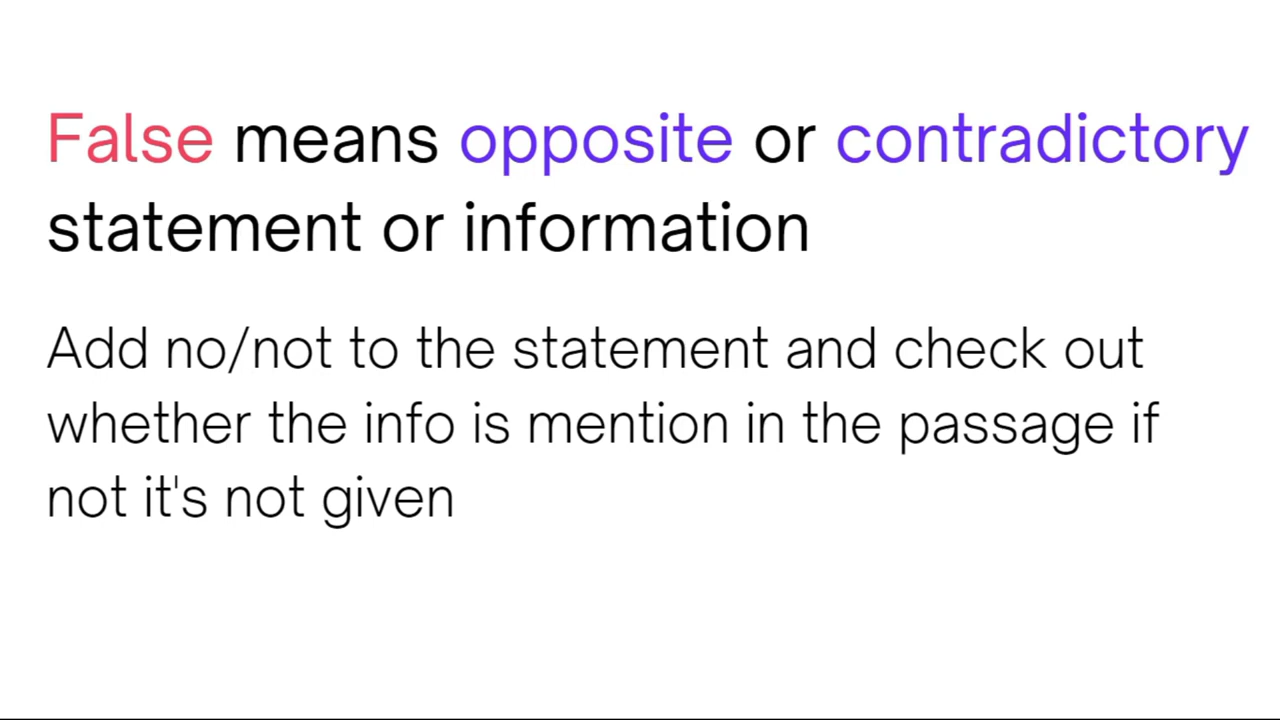 False means opposite or contradictory
statement or information
Add no/not to the statement and check out
whether the info is mention in the passage if
not it's not given